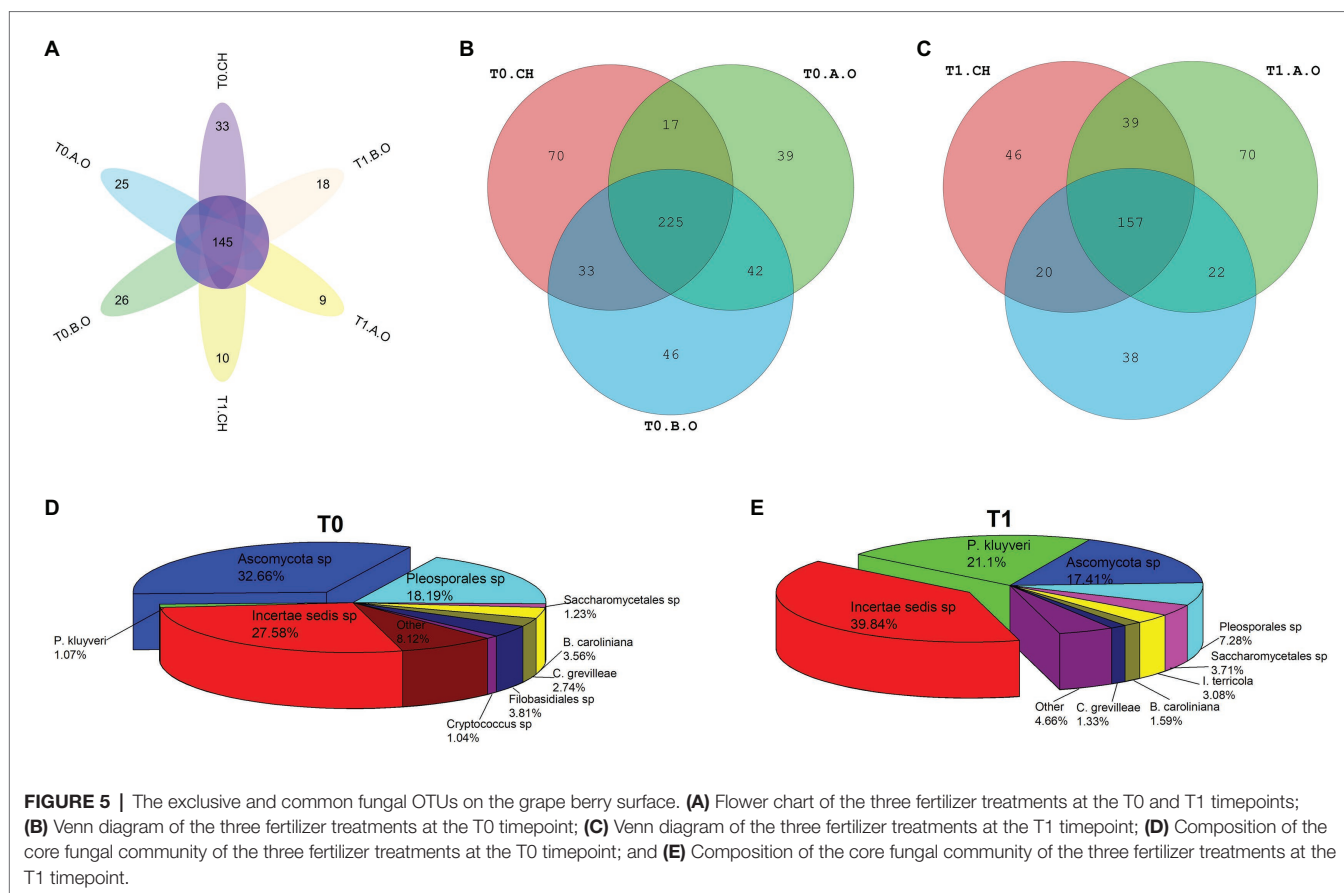 A
T0.CH
33
T0.A.O
25
T1.B.O
18
145
T0.B.O
26
T1.A.O
9
10
T1.CH
B
T0.CH
T0.A.O
17
70
39
225
33
42
46
T0.B.O
C
T1.CH
T1.A.O
39
46
70
157
20
22
38
D
T0
Ascomycota sp
32.66%
Pleosporales sp
18.19%
Saccharomycetales sp
1.23%
B. caroliniana
3.56%
C. grevilleae
2.74%
Filobasidiales sp
3.81%
Cryptococcus sp
1.04%
Other
8.12%
Incertae sedis sp
27.58%
P. kluyveri
1.07%
E
T1
P. kluyveri
21.1%
Ascomycota sp
17.41%
Incertae sedis sp
39.84%
Pleosporales sp
7.28%
Saccharomycetales sp
3.71%
I. terricola
3.08%
B. caroliniana
1.59%
C. grevilleae
1.33%
Other
4.66%
FIGURE 5 | The exclusive and common fungal OTUs on the grape berry surface. (A) Flower chart of the three fertilizer treatments at the T0 and T1 timepoints;
(B) Venn diagram of the three fertilizer treatments at the T0 timepoint; (C) Venn diagram of the three fertilizer treatments at the T1 timepoint; (D) Composition of the
core fungal community of the three fertilizer treatments at the T0 timepoint; and (E) Composition of the core fungal community of the three fertilizer treatments at the
T1 timepoint.